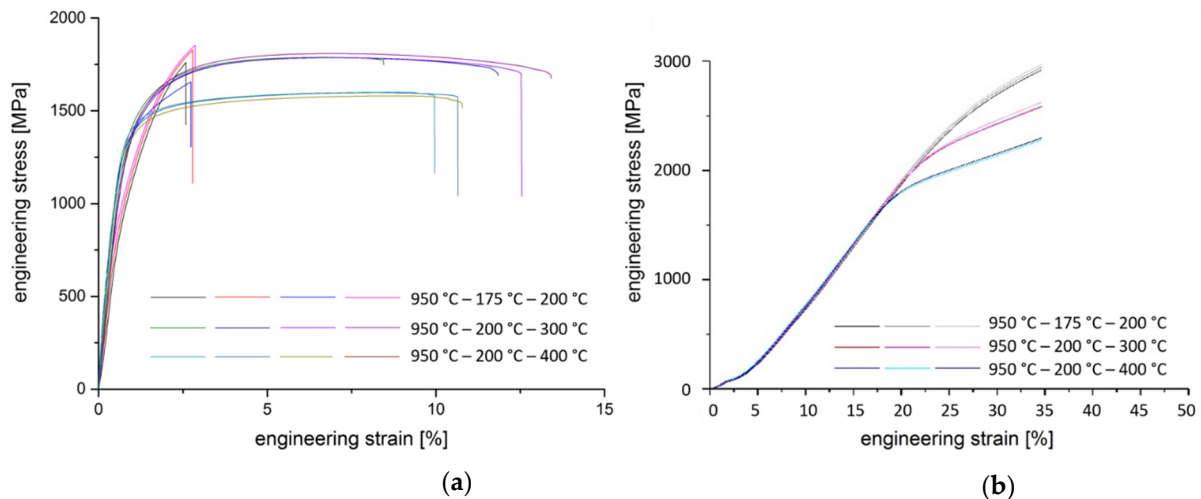 2000
1500
1000
500
0
engineering stress [MPa]
0
5
10
15
engineering strain [%]
950 °C – 175 °C – 200 °C
950 °C – 200 °C – 300 °C
950 °C – 200 °C – 400 °C
(a)
b)
3000
2000
1000
0
engineering stress [MPa]
0 5 10 15 20 25 30 35 40 45 50
engineering strain [%]
950 °C – 175 °C – 200 °C
950 °C – 200 °C – 300 °C
950 °C – 200 °C – 400 °C
(b)